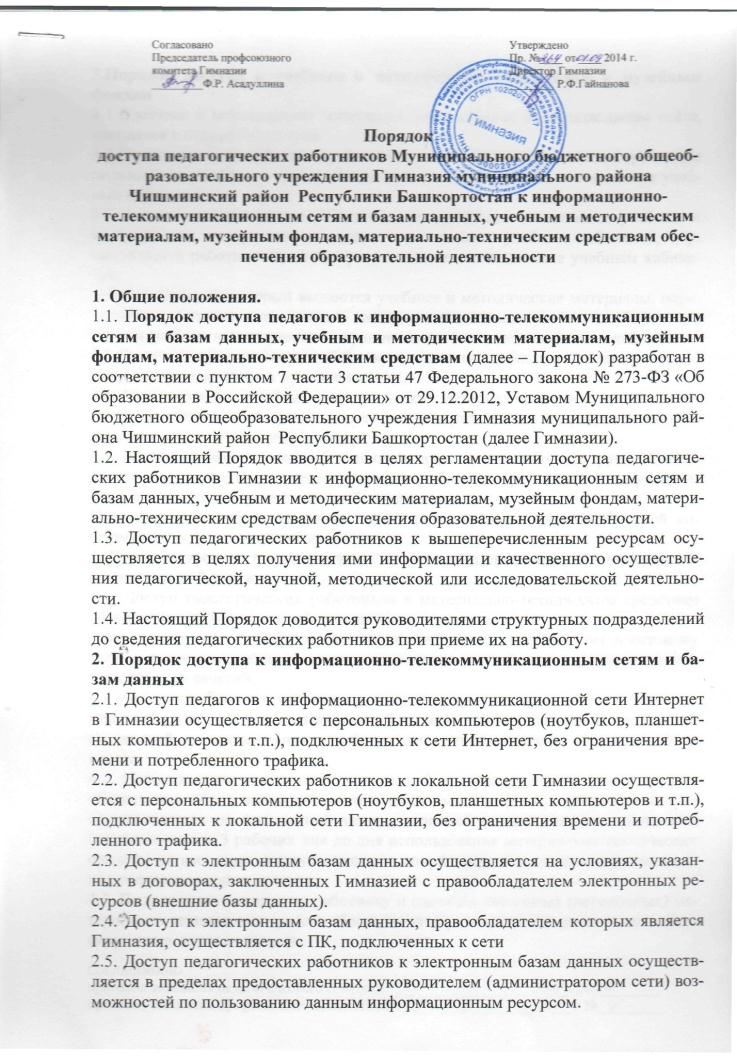 Согласовано
Председатель профсоюзного
комитета Гимназии
Ф.Р. Асадуллина
Утверждено
Пр. №264 от 01.09 2014 г.
Директор Гимназии
Р.Ф.Гайнанова
Гимназия
Порядок
доступа педагогических работников Муниципального бюджетного общеоб-
разовательного учреждения Гимназия муниципального района
Чишминский район Республики Башкортостан к информационно-
телекоммуникационным сетям и базам данных, учебным и методическим
материалам, музейным фондам, материально-техническим средствам обес-
печения образовательной деятельности
1. Общие положения.
1.1. Порядок доступа педагогов к информационно-телекоммуникационным
сетям и базам данных, учебным и методическим материалам, музейным
фондам, материально-техническим средствам (далее – Порядок) разработан в
соответствии с пунктом 7 части 3 статьи 47 Федерального закона № 273-ФЗ «Об
образовании в Российской Федерации» от 29.12.2012, Уставом Муниципального
бюджетного общеобразовательного учреждения Гимназия муниципального рай-
она Чишминский район Республики Башкортостан (далее Гимназии).
1.2. Настоящий Порядок вводится в целях регламентации доступа педагогиче-
ских работников Гимназии к информационно-телекоммуникационным сетям и
базам данных, учебным и методическим материалам, музейным фондам, матери-
ально-техническим средствам обеспечения образовательной деятельности.
1.3. Доступ педагогических работников к вышеперечисленным ресурсам осу-
ществляется в целях получения ими информации и качественного осуществле-
ния педагогической, научной, методической или исследовательской деятельно-
сти.
1.4. Настоящий Порядок доводится руководителями структурных подразделений
до сведения педагогических работников при приеме их на работу.
2. Порядок доступа к информационно-телекоммуникационным сетям и ба-
зам данных
2.1. Доступ педагогов к информационно-телекоммуникационной сети Интернет
в Гимназии осуществляется с персональных компьютеров (ноутбуков, планшет-
ных компьютеров и т.п.), подключенных к сети Интернет, без ограничения вре-
мени и потребленного трафика.
2.2. Доступ педагогических работников к локальной сети Гимназии осуществля-
ется с персональных компьютеров (ноутбуков, планшетных компьютеров и т.п.),
подключенных к локальной сети Гимназии, без ограничения времени и потреб-
ленного трафика.
2.3. Доступ к электронным базам данных осуществляется на условиях, указан-
ных в договорах, заключенных Гимназией с правообладателем электронных ре-
сурсов (внешние базы данных).
2.4. Доступ к электронным базам данных, правообладателем которых является
Гимназия, осуществляется с ПК, подключенных к сети
2.5. Доступ педагогических работников к электронным базам данных осуществ-
ляется в пределах предоставленных руководителем (администратором сети) воз-
можностей по пользованию данным информационным ресурсом.